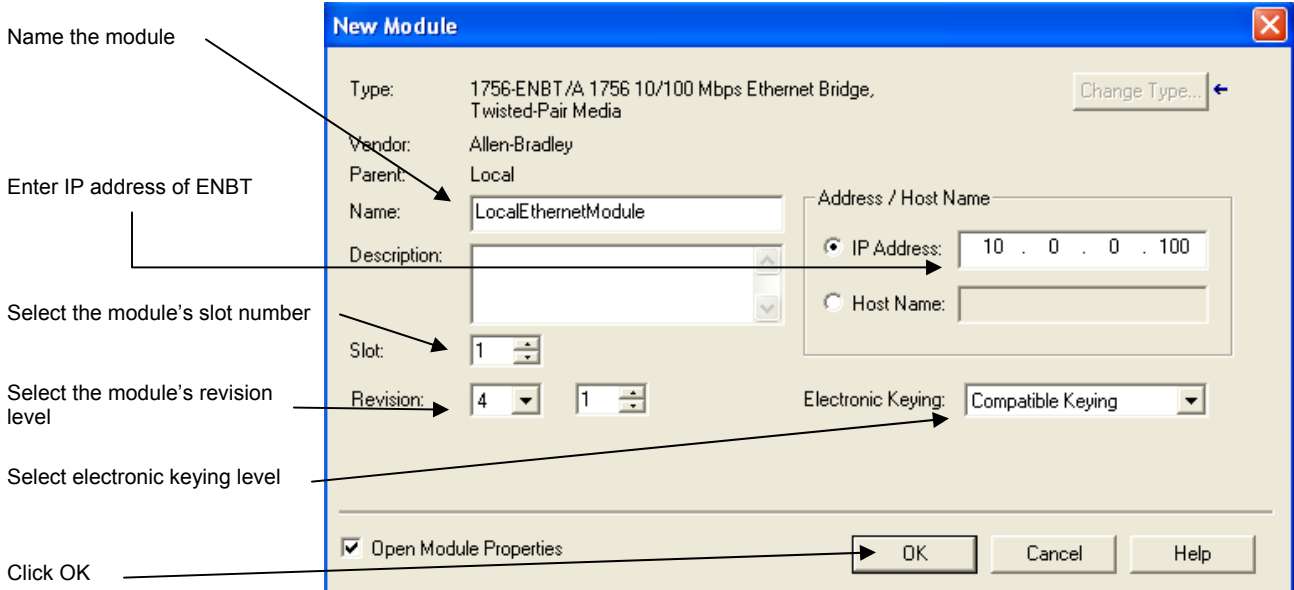 Name the module
Enter IP address of ENBT
Select the module's slot number
Select the module's revision
level
Select electronic keying level
Click OK
New Module
Type: 1756-ENBT/A 1756 10/100 Mbps Ethernet Bridge,
Twisted-Pair Media
Change Type...
Vendor: Allen-Bradley
Parent: Local
Name: LocalEthernetModule
Description:
Address / Host Name
IP Address: 10 . 0 . 0 . 100
Host Name:
Slot: 1
Revision: 4 1
Electronic Keying: Compatible Keying
Open Module Properties
OK Cancel Help